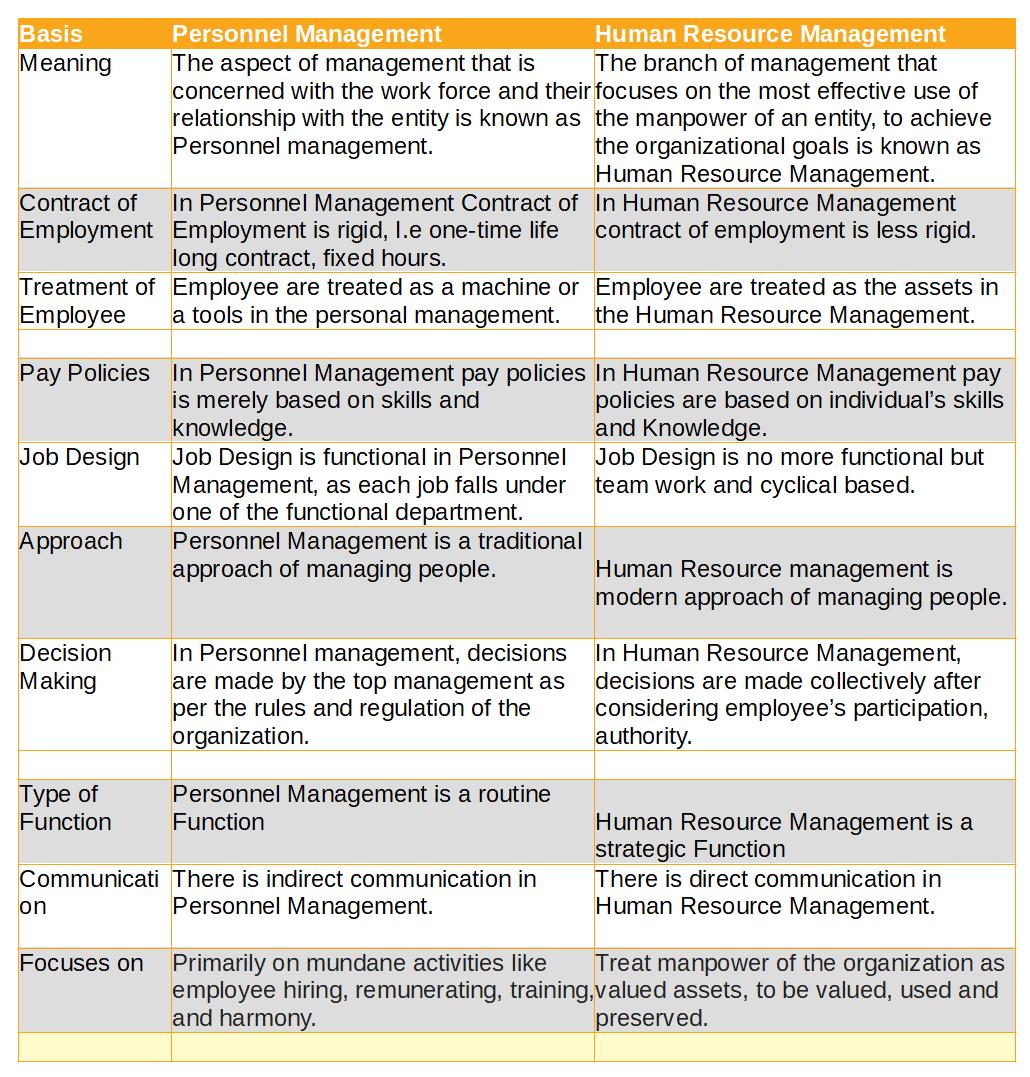 Basis Personnel Management Human Resource Management
Meaning
The aspect of management that is
concerned with the work force and their
relationship with the entity is known as
Personnel management.
The branch of management that
focuses on the most effective use of
the manpower of an entity, to achieve
the organizational goals is known as
Human Resource Management.
Contract of
Employment
In Personnel Management Contract of
Employment is rigid, I.e one-time life
long contract, fixed hours.
In Human Resource Management
contract of employment is less rigid.
Treatment of
Employee
Employee are treated as a machine or
a tools in the personal management.
Employee are treated as the assets in
the Human Resource Management.
Pay Policies
In Personnel Management pay policies
is merely based on skills and
knowledge.
In Human Resource Management pay
policies are based on individual’s skills
and Knowledge.
Job Design
Job Design is functional in Personnel
Management, as each job falls under
one of the functional department.
Job Design is no more functional but
team work and cyclical based.
Approach
Personnel Management is a traditional
approach of managing people.
Human Resource management is
modern approach of managing people.
Decision
Making
In Personnel management, decisions
are made by the top management as
per the rules and regulation of the
organization.
In Human Resource Management,
decisions are made collectively after
considering employee’s participation,
authority.
Type of
Function
Personnel Management is a routine
Function
Human Resource Management is a
strategic Function
Communicati
on
There is indirect communication in
Personnel Management.
There is direct communication in
Human Resource Management.
Focuses on
Primarily on mundane activities like
employee hiring, remunerating, training,
and harmony.
Treat manpower of the organization as
valued assets, to be valued, used and
preserved.